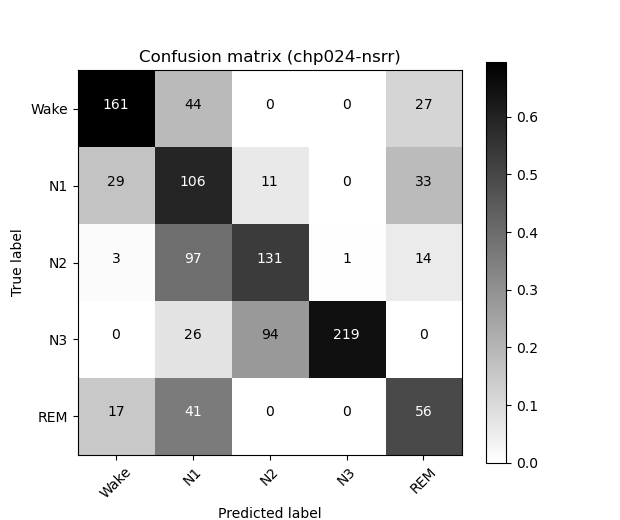 Confusion matrix (chp024-nsrr)
Wake 161 44 0 0 27
N1 29 106 11 0 33
N2 3 97 131 1 14
N3 0 26 94 219 0
REM 17 41 0 0 56
Wake N1 N2 N3 REM
True label
Predicted label
0.6
0.5
0.4
0.3
0.2
0.1
0.0